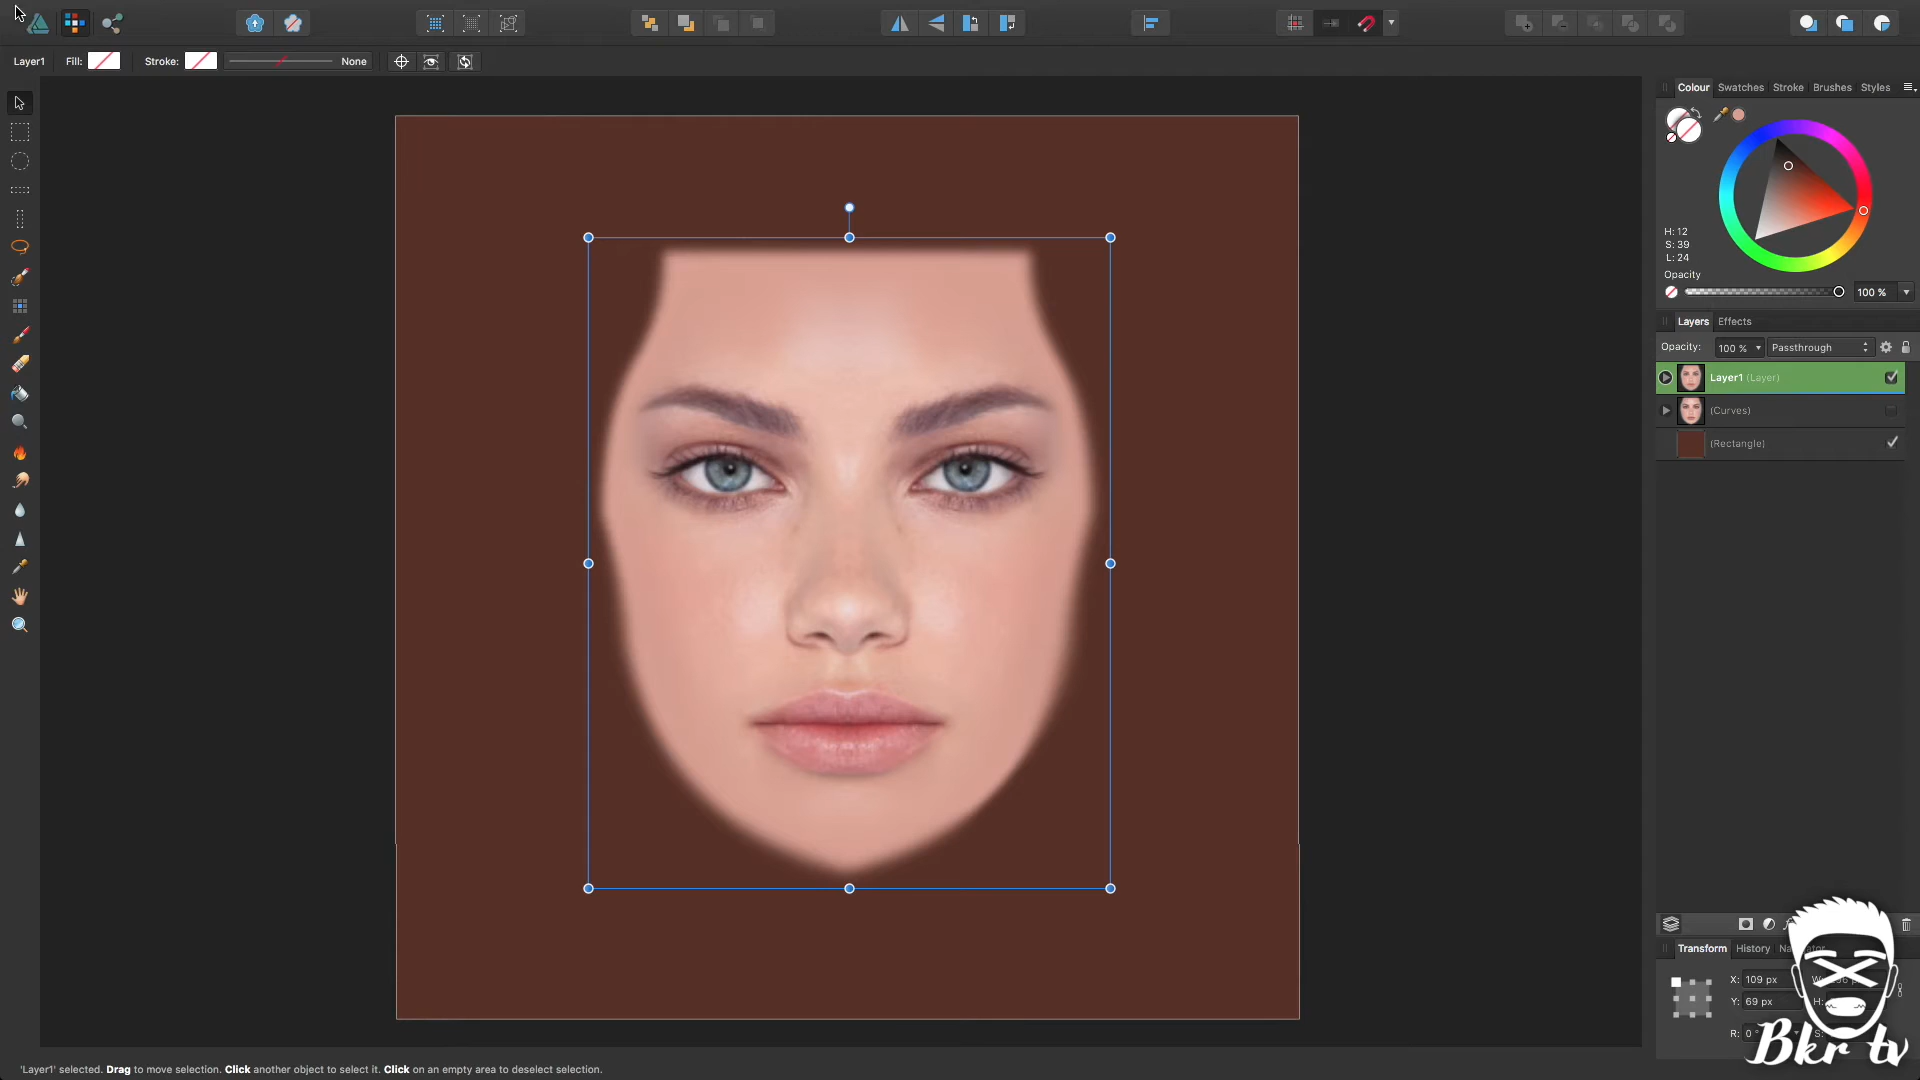 Layer1
Fill:
Stroke:
None
Colour
Swatches
Stroke
Brushes
Styles
H: 12
S: 39
L: 24
Opacity
100 %
Layers
Effects
Opacity:
100 %
Passthrough
Layer1 (Layer)
(Curves)
(Rectangle)
Transform
History
X: 109 px
Y: 69 px
H:
R: 0 °
S:
Bkr tv
'Layer1' selected. Drag to move selection. Click another object to select it. Click on an empty area to deselect selection.